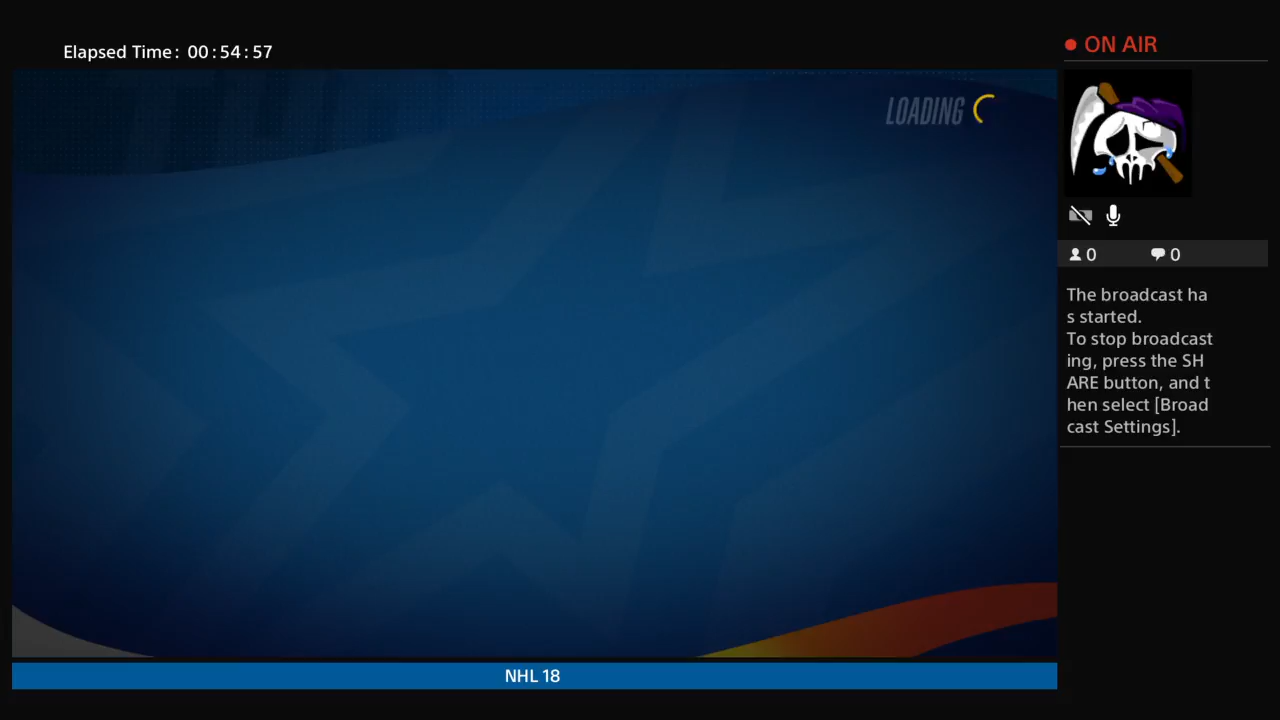 Elapsed Time: 00:54:57
ON AIR
LOADING
0 0
The broadcast ha
s started.
To stop broadcast
ing, press the SH
ARE button, and t
hen select [Broad
cast Settings].
NHL 18